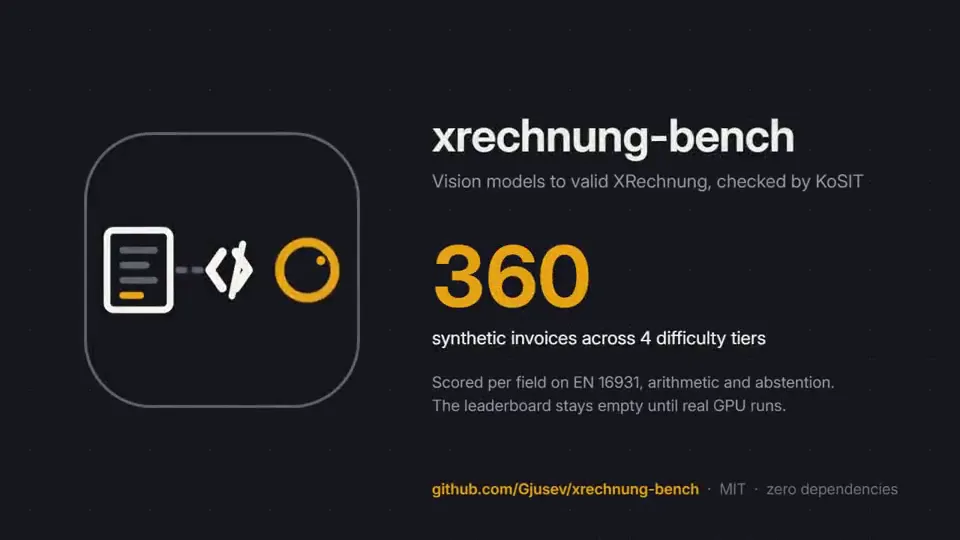 xrechnung-bench
Vision models to valid XRechnung, checked by KoSIT
360
synthetic invoices across 4 difficulty tiers
Scored per field on EN 16931, arithmetic and abstention.
The leaderboard stays empty until real GPU runs.
github.com/Gjusev/xrechnung-bench · MIT · zero dependencies